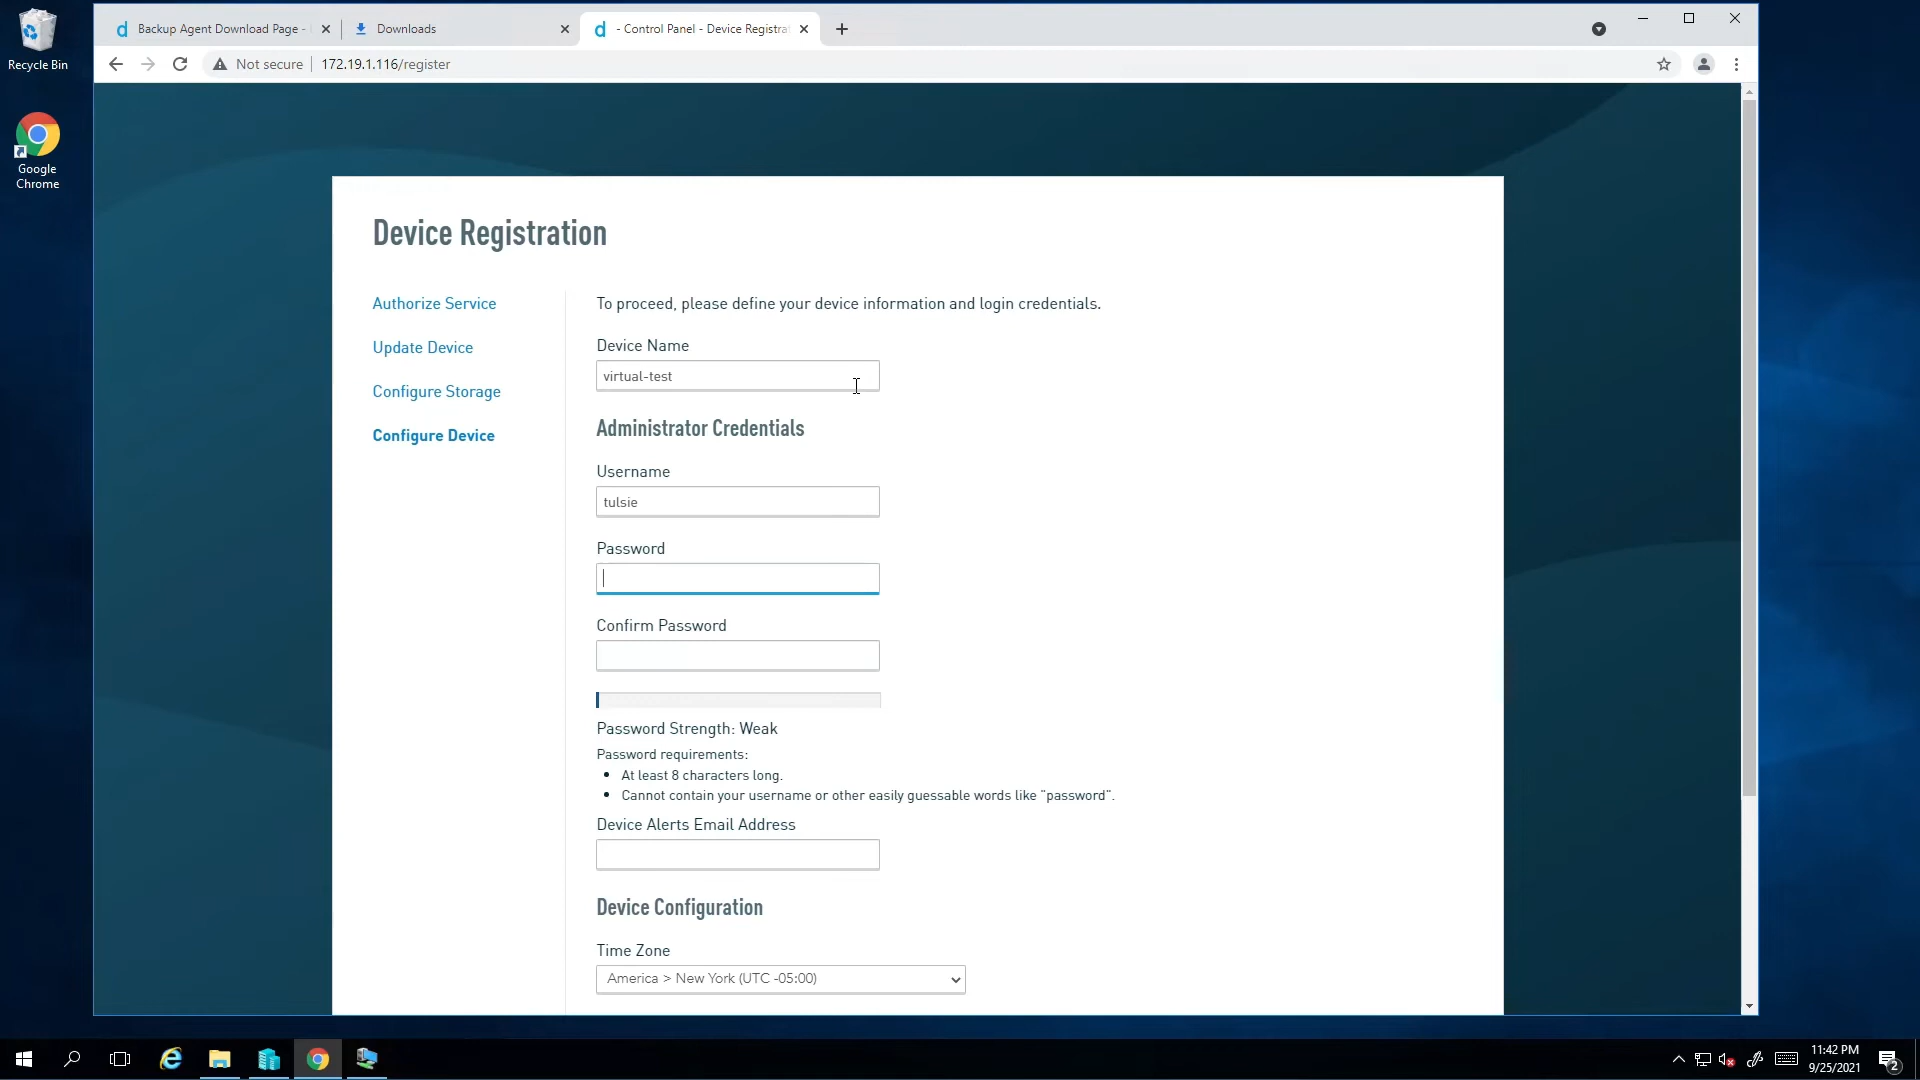 Recycle Bin
Google
Chrome
Backup Agent Download Page -
Downloads
- Control Panel - Device Registra
Not secure
172.19.1.116/register
Device Registration
Authorize Service
Update Device
Configure Storage
Configure Device
To proceed, please define your device information and login credentials.
Device Name
virtual-test
Administrator Credentials
Username
tulsie
Password
Confirm Password
Password Strength: Weak
Password requirements:
• At least 8 characters long.
• Cannot contain your username or other easily guessable words like "password".
Device Alerts Email Address
Device Configuration
Time Zone
America > New York (UTC -05:00)
11:42 PM
9/25/2021
2